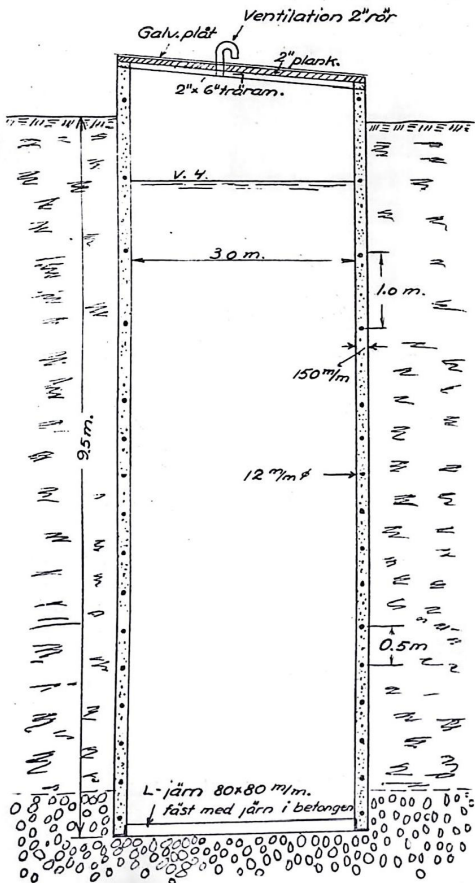 Ventilation 2" rör
Galv. plåt
2" plank.
2" x 6" träram.
V. Y.
3.0 m.
1.0 m.
150 m/m
9.5 m.
12 m/m ø
0.5 m
L-järn 80x80 m/m.
fäst med järn i betongen